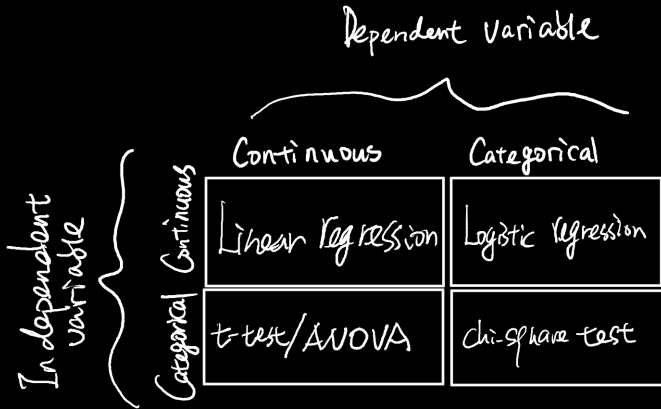 Dependent variable
Continuous Categorical
Independent
variable
Continuous
Linear regression Logistic regression
Categorical
t-test/ANOVA chi-square test